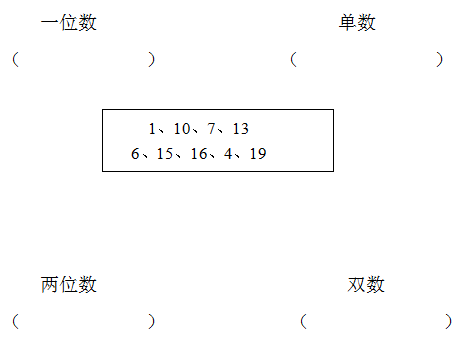 一位数 单数
（ ） （ ）
1、10、7、13
6、15、16、4、19
两位数 双数
（ ） （ ）